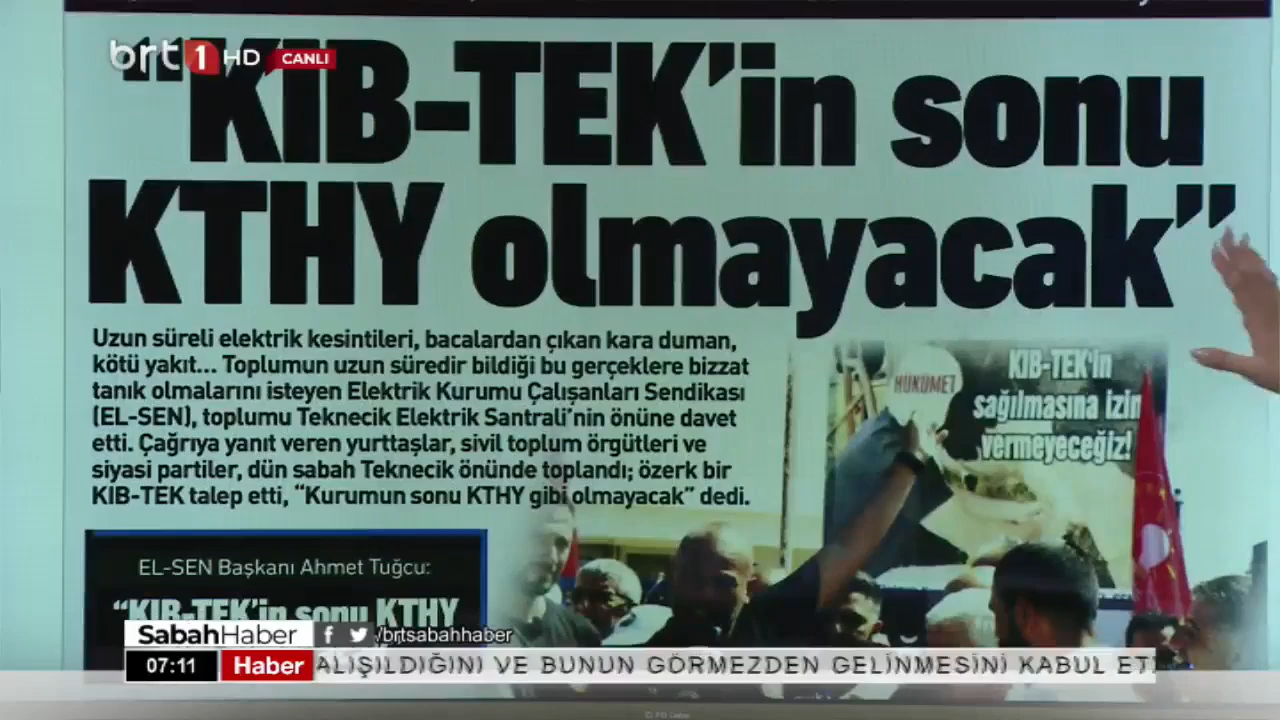 brt 1 HD CANLI
“KIB-TEK’in sonu
KTHY olmayacak”
Uzun süreli elektrik kesintileri, bacalardan çıkan kara duman,
kötü yakıt... Toplumun uzun süredir bildiği bu gerçeklere bizzat
tanık olmalarını isteyen Elektrik Kurumu Çalışanları Sendikası
(EL-SEN), toplumu Teknecik Elektrik Santrali’nin önüne davet
etti. Çağrıya yanıt veren yurttaşlar, sivil toplum örgütleri ve
siyasi partiler, dün sabah Teknecik önünde toplandı; özerk bir
KIB-TEK talep etti, “Kurumun sonu KTHY gibi olmayacak” dedi.
HÜKÜMET
KIB-TEK'in
sağılmasına izin
vermeyeceğiz!
EL-SEN Başkanı Ahmet Tuğcu:
“KIB-TEK’in sonu KTHY
SabahHaber f /brtsabahhaber
07:11 Haber ALIŞILDIĞINI VE BUNUN GÖRMEZDEN GELİNMESİNİ KABUL ET